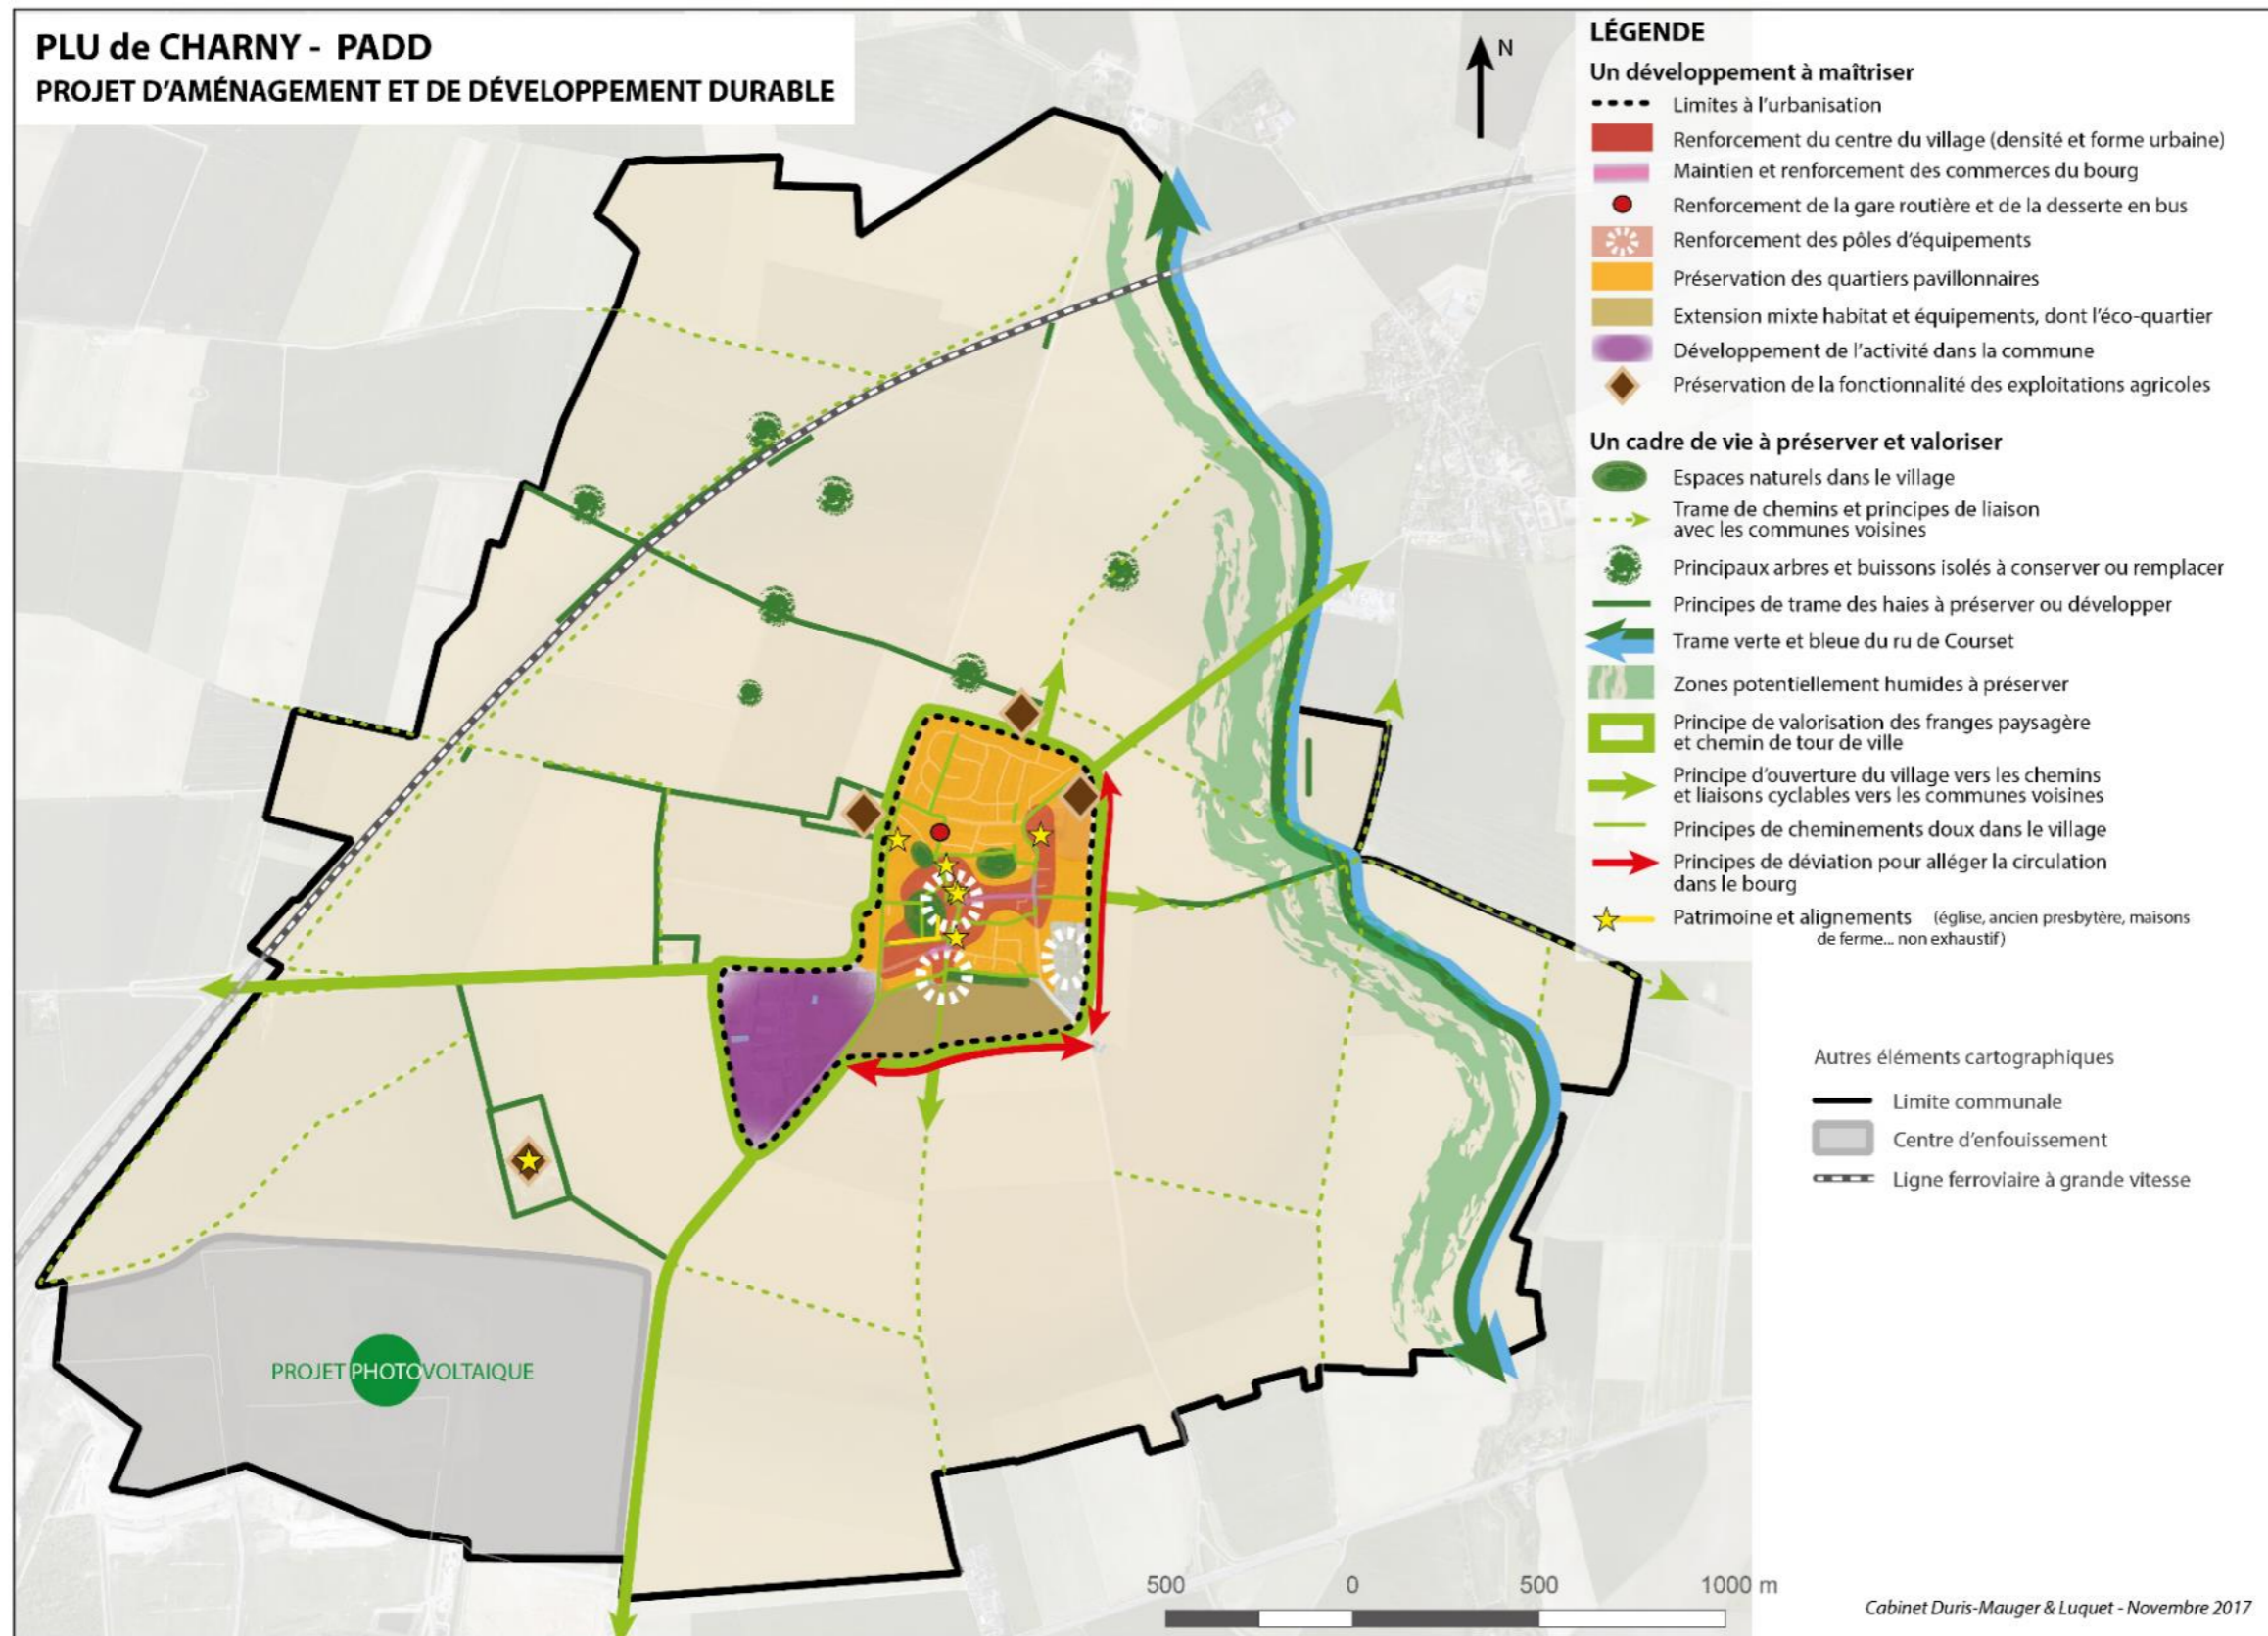 PLU de CHARNY - PADD
PROJET D'AMÉNAGEMENT ET DE DÉVELOPPEMENT DURABLE
N
LÉGENDE
Un développement à maîtriser
Limites à l'urbanisation
Renforcement du centre du village (densité et forme urbaine)
Maintien et renforcement des commerces du bourg
Renforcement de la gare routière et de la desserte en bus
Renforcement des pôles d'équipements
Préservation des quartiers pavillonnaires
Extension mixte habitat et équipements, dont l'éco-quartier
Développement de l'activité dans la commune
Préservation de la fonctionnalité des exploitations agricoles
Un cadre de vie à préserver et valoriser
Espaces naturels dans le village
Trame de chemins et principes de liaison
avec les communes voisines
Principaux arbres et buissons isolés à conserver ou remplacer
Principes de trame des haies à préserver ou développer
Trame verte et bleue du ru de Courset
Zones potentiellement humides à préserver
Principe de valorisation des franges paysagère
et chemin de tour de ville
Principe d'ouverture du village vers les chemins
et liaisons cyclables vers les communes voisines
Principes de cheminements doux dans le village
Principes de déviation pour alléger la circulation
dans le bourg
Patrimoine et alignements (église, ancien presbytère, maisons
de ferme... non exhaustif)
Autres éléments cartographiques
Limite communale
Centre d'enfouissement
Ligne ferroviaire à grande vitesse
PROJET PHOTOVOLTAIQUE
500 0 500 1000 m
Cabinet Duris-Mauger & Luquet - Novembre 2017